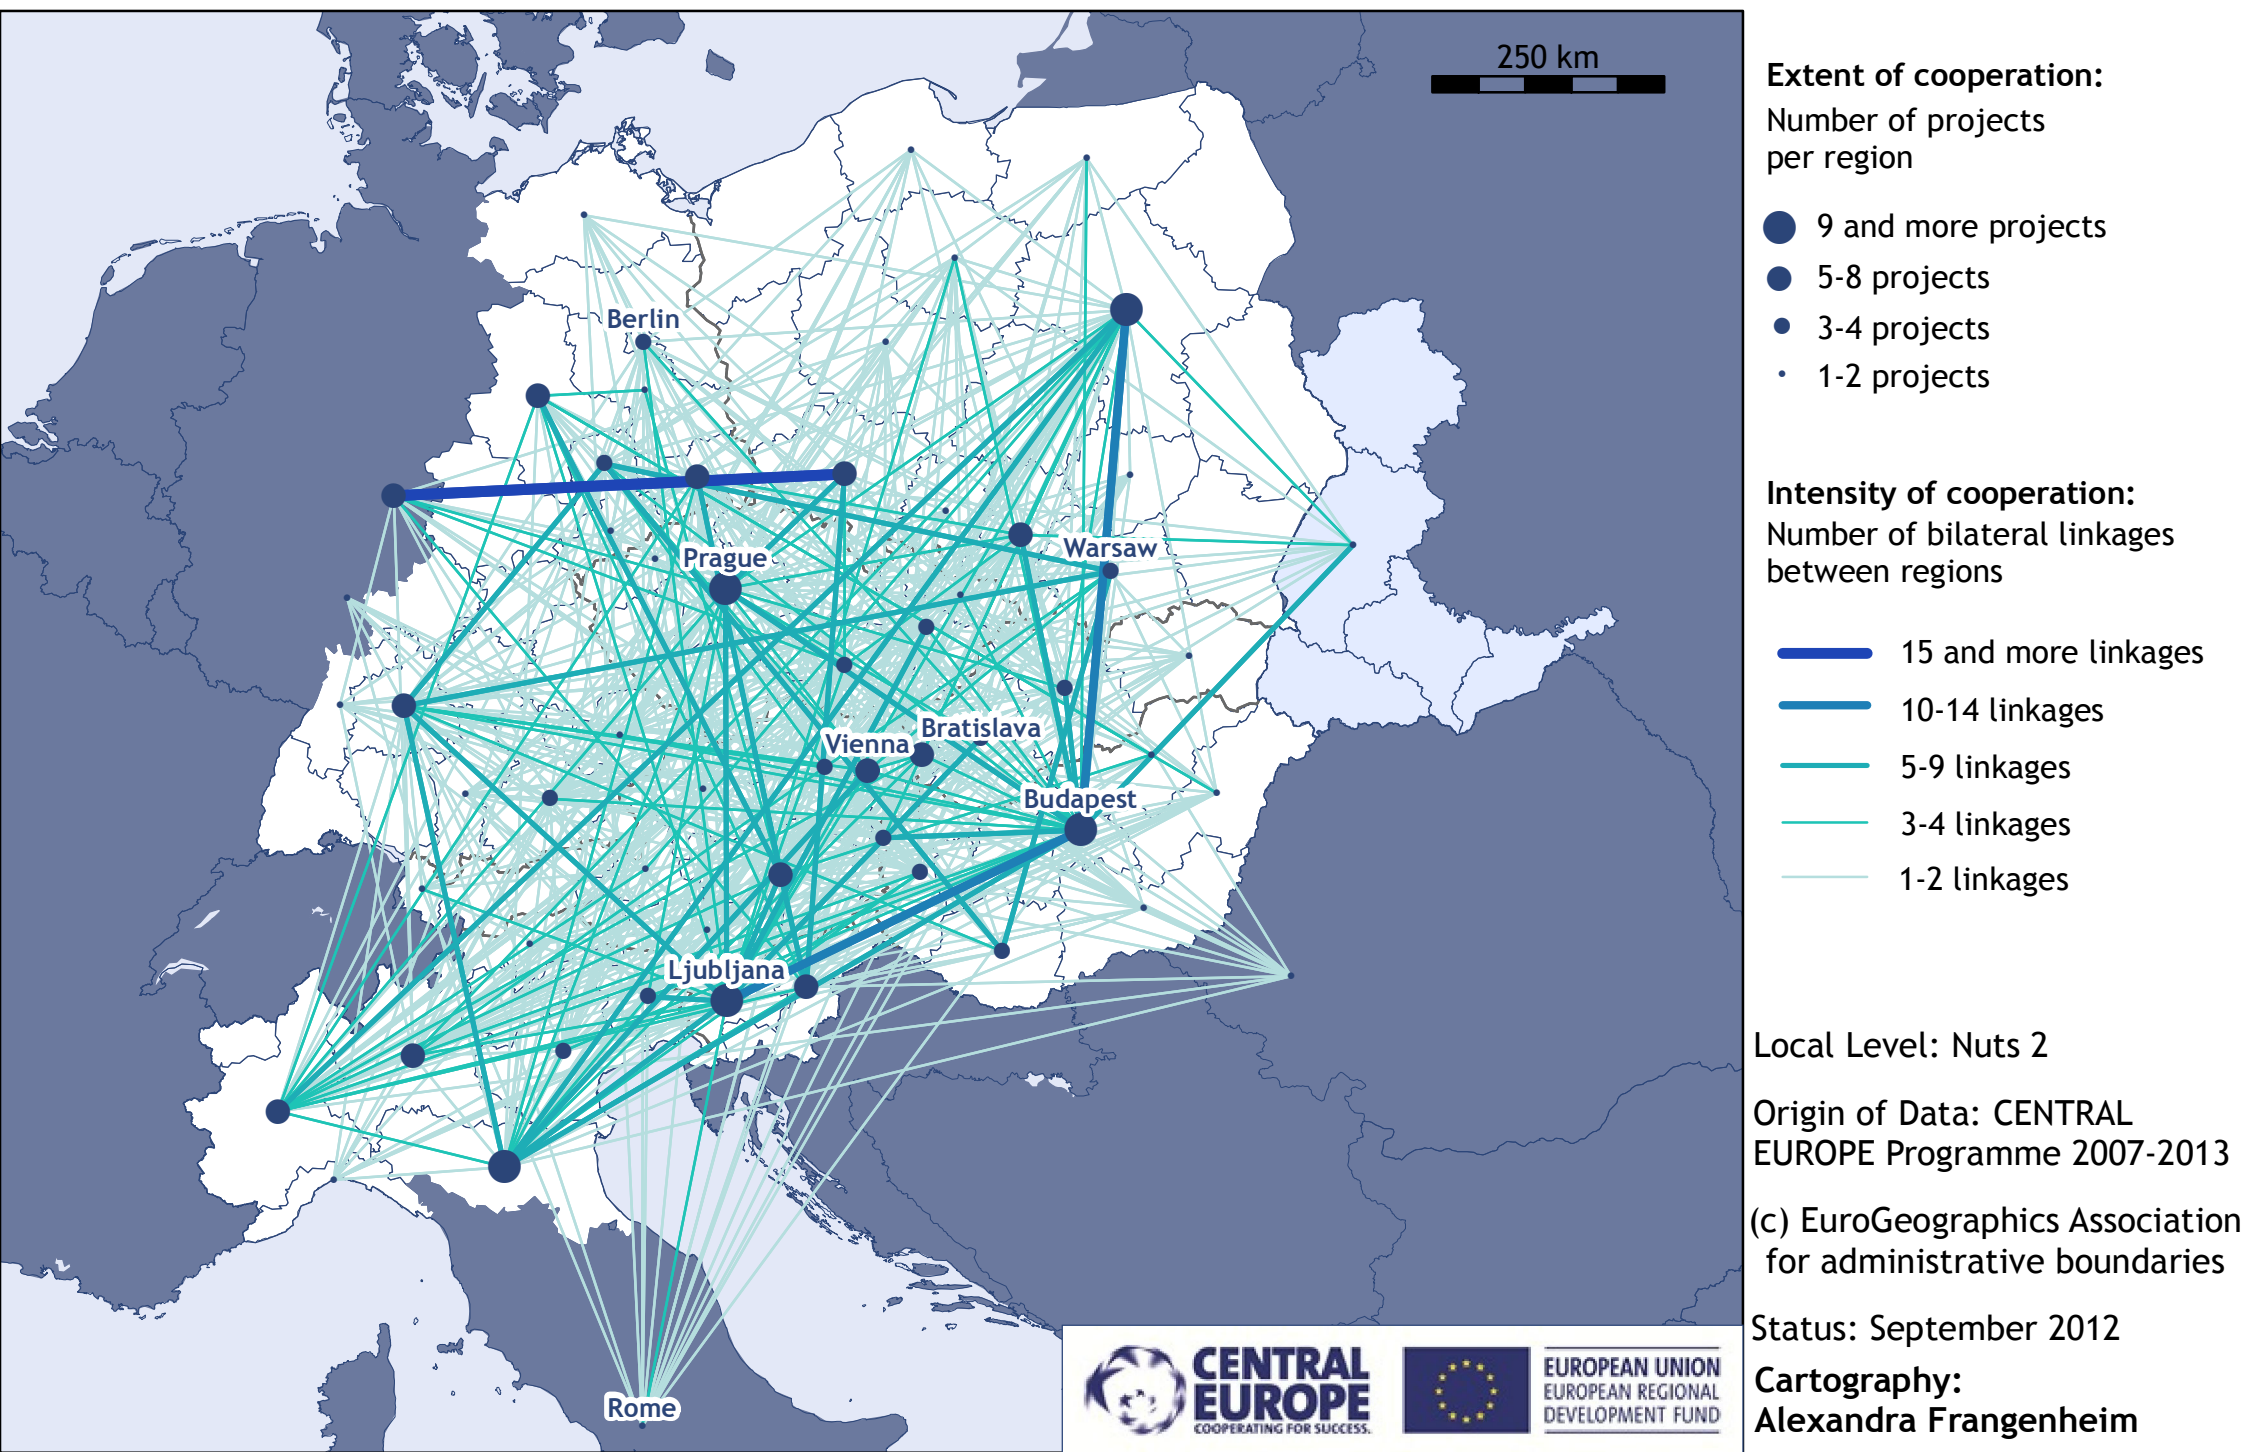 250 km
Berlin
Prague
Warsaw
Bratislava
Vienna
Budapest
Ljubljana
Rome
Extent of cooperation:
Number of projects
per region
9 and more projects
5-8 projects
3-4 projects
1-2 projects
Intensity of cooperation:
Number of bilateral linkages
between regions
15 and more linkages
10-14 linkages
5-9 linkages
3-4 linkages
1-2 linkages
Local Level: Nuts 2
Origin of Data: CENTRAL
EUROPE Programme 2007-2013
(c) EuroGeographics Association
for administrative boundaries
Status: September 2012
Cartography:
Alexandra Frangenheim
CENTRAL
EUROPE
COOPERATING FOR SUCCESS.
EUROPEAN UNION
EUROPEAN REGIONAL
DEVELOPMENT FUND